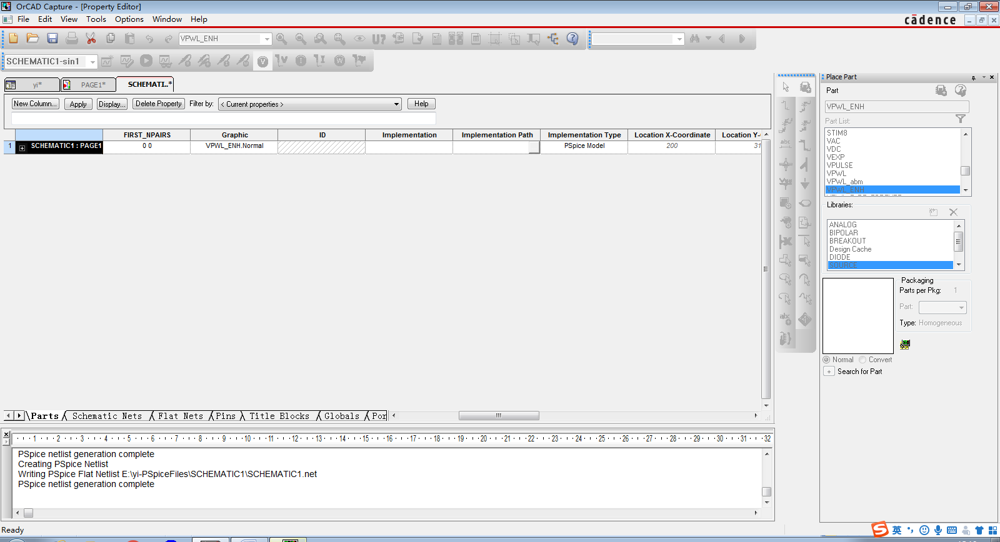 OrCAD Capture - [Property Editor]
File Edit View Tools Options Window Help
cādence
VPWL_ENH
U?
SCHEMATIC1-sin1
V
V
I
I
W
yi*
PAGE1*
SCHEMATI..*
New Column... Apply Display... Delete Property Filter by: < Current properties > Help
FIRST_NPAIRS Graphic ID Implementation Implementation Path Implementation Type Location X-Coordinate Location Y-
1 SCHEMATIC1 : PAGE1 0 0 VPWL_ENH.Normal PSpice Model 200 31
Parts Schematic Nets Flat Nets Pins Title Blocks Globals Por
1 2 3 4 5 6 7 8 9 10 11 12 13 14 15 16 17 18 19 20 21 22 23 24 25 26 27 28 29 30 31 32
PSpice netlist generation complete
Creating PSpice Netlist
Writing PSpice Flat Netlist E:\yi-PSpiceFiles\SCHEMATIC1\SCHEMATIC1.net
PSpice netlist generation complete
Ready
abc
abc
Place Part
Part
VPWL_ENH
Part List:
STIM8
VAC
VDC
VEXP
VPULSE
VPWL
VPWL_abm
VPWL_ENH
Libraries:
ANALOG
BIPOLAR
BREAKOUT
Design Cache
DIODE
SOURCE
Packaging
Parts per Pkg: 1
Part:
Type: Homogeneous
Normal Convert
+ Search for Part
S 英